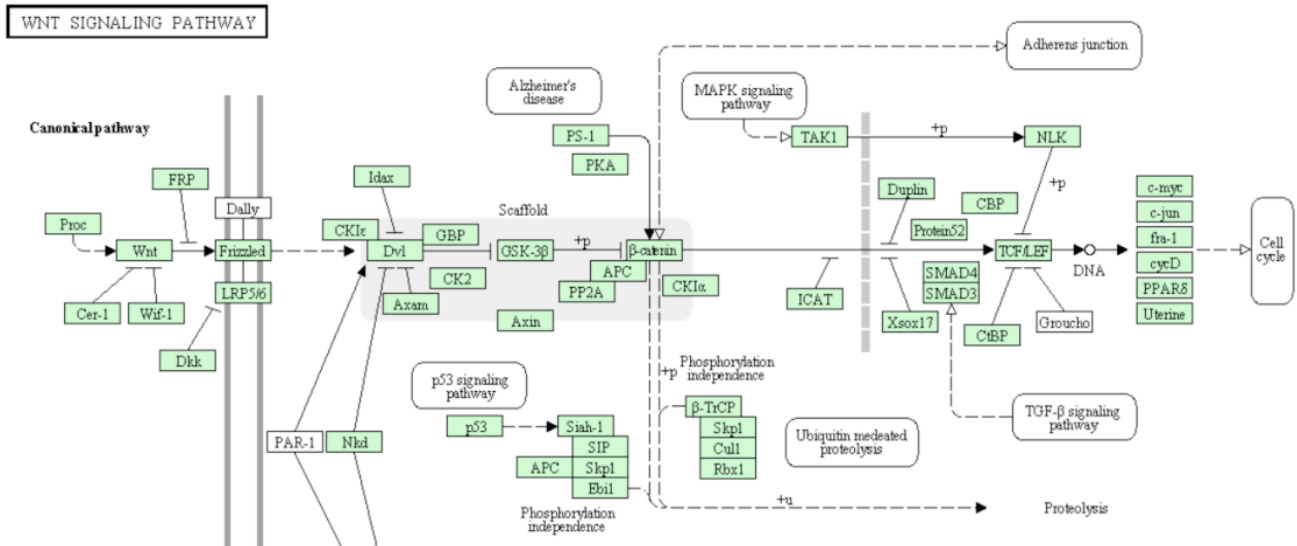 WNT SIGNALING PATHWAY
Adherens junction
Alzheimer's
disease
MAPK signaling
pathway
Canonical pathway
PS-1
TAK1
+p
NLK
PKA
FRP
Idax
Duplin
+p
c-myc
Dally
Scaffold
CBP
c-jun
Proc
CKIε
GBP
Protein52
fra-1
Wnt
Frizzled
Dvl
GSK-3β
+p
β-catenin
TCF/LEF
DNA
Cell
cycle
cycD
CK2
APC
SMAD4
PP2A
CKIα
SMAD3
PPARδ
LRP5/6
Axam
ICAT
Cer-1
Wif-1
Axin
Xsox17
Groucho
Uterine
CtBP
Dkk
Phosphorylation
independence
+p
p53 signaling
pathway
β-TrCP
Skp1
Cul1
Rbx1
TGF-β signaling
pathway
Ubiquitin medeated
proteolysis
PAR-1
Nkd
p53
Siah-1
SIP
APC
Skp1
Ebi1
+u
Proteolysis
Phosphorylation
independence